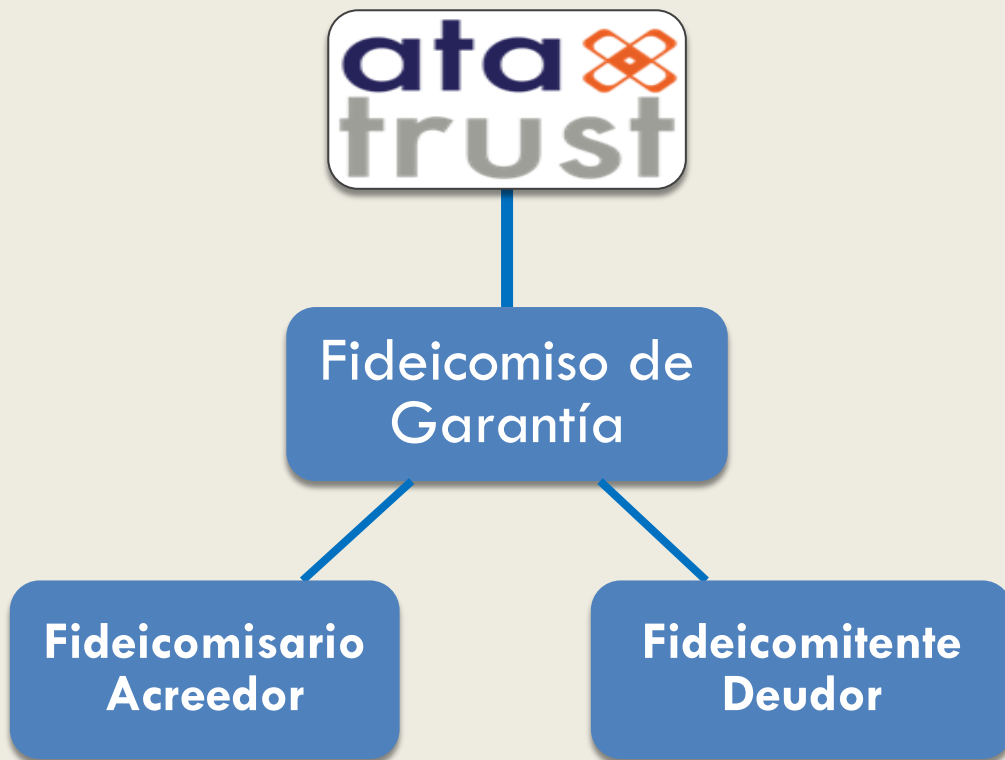 ata
trust
Fideicomiso de
Garantía
Fideicomisario
Acreedor
Fideicomitente
Deudor